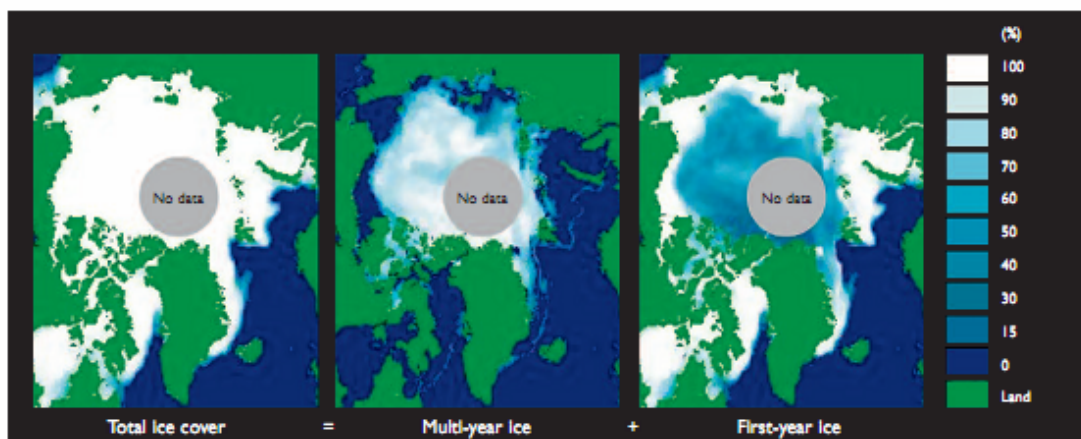 (%)
100
90
80
70
60
50
40
30
15
0
Land
No data
No data
No data
Total ice cover = Multi-year ice + First-year ice